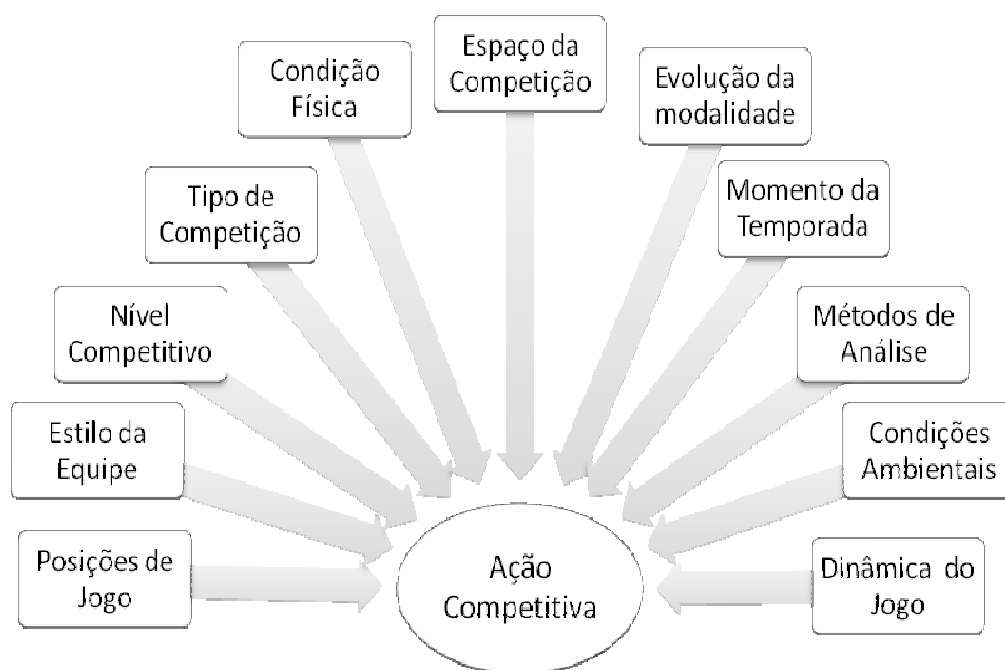 Espaço da
Competição
Condição
Física
Evolução da
modalidade
Tipo de
Competição
Momento da
Temporada
Nível
Competitivo
Métodos de
Análise
Estilo da
Equipe
Condições
Ambientais
Posições de
Jogo
Ação
Competitiva
Dinâmica do
Jogo